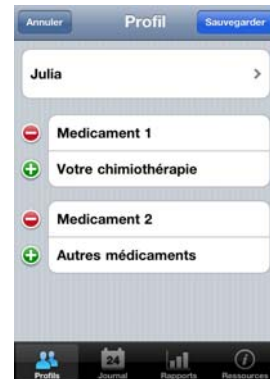 Annuler Profil Sauvegarder
Julia
Medicament 1
Votre chimiothérapie
Medicament 2
Autres médicaments
24
Profils Journal Rapports Ressources